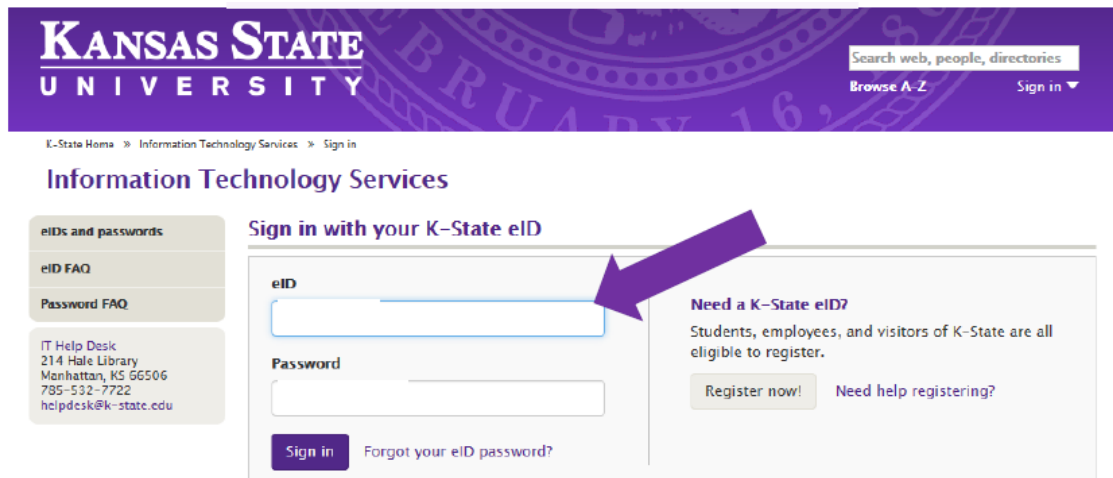 KANSAS STATE
UNIVERSITY
FEBRUARY 16,
Search web, people, directories
Browse A-Z
Sign in
K-State Home » Information Technology Services » Sign in
Information Technology Services
eIDs and passwords
eID FAQ
Password FAQ
IT Help Desk
214 Hale Library
Manhattan, KS 66506
785-532-7722
helpdesk@k-state.edu
Sign in with your K-State eID
eID
Password
Sign in
Forgot your eID password?
Need a K-State eID?
Students, employees, and visitors of K-State are all
eligible to register.
Register now!
Need help registering?